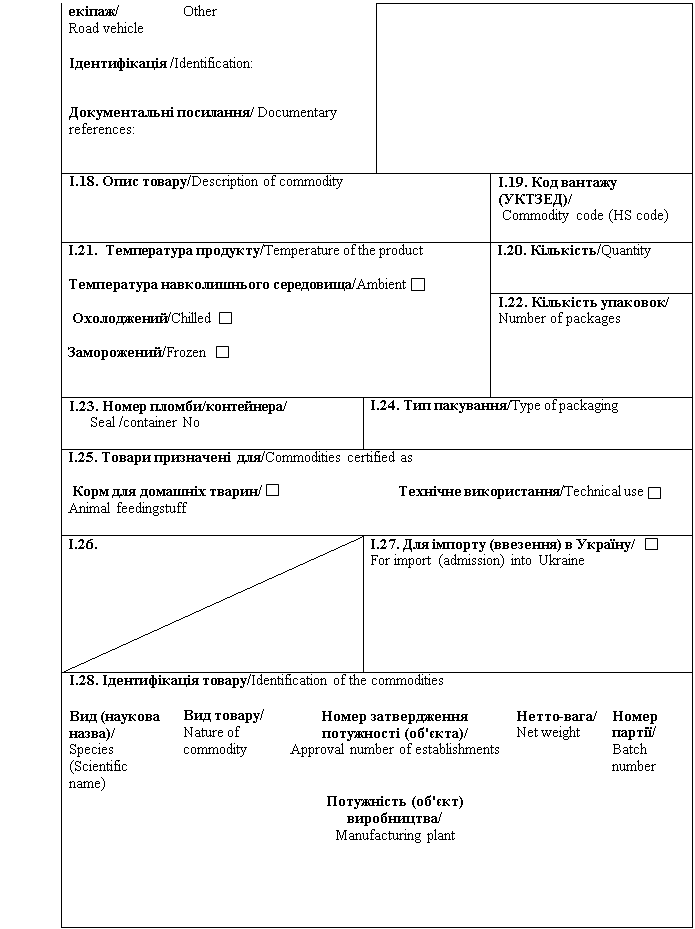 екіпаж/ Other
Road vehicle
Ідентифікація /Identification:
Документальні посилання/ Documentary
references:
I.18. Опис товару/Description of commodity
I.19. Код вантажу
(УКТЗЕД)/
Commodity code (HS code)
I.21. Температура продукту/Temperature of the product
I.20. Кількість/Quantity
Температура навколишнього середовища/Ambient
I.22. Кількість упаковок/
Number of packages
Охолоджений/Chilled
Заморожений/Frozen
I.23. Номер пломби/контейнера/
Seal /container No
I.24. Тип пакування/Type of packaging
I.25. Товари призначені для/Commodities certified as
Корм для домашніх тварин/
Animal feedingstuff
Технічне використання/Technical use
I.26.
I.27. Для імпорту (ввезення) в Україну/
For import (admission) into Ukraine
I.28. Ідентифікація товару/Identification of the commodities
Вид (наукова
назва)/
Species
(Scientific
name)
Вид товару/
Nature of
commodity
Номер затвердження
потужності (об'єкта)/
Approval number of establishments
Нетто-вага/
Net weight
Номер
партії/
Batch
number
Потужність (об'єкт)
виробництва/
Manufacturing plant